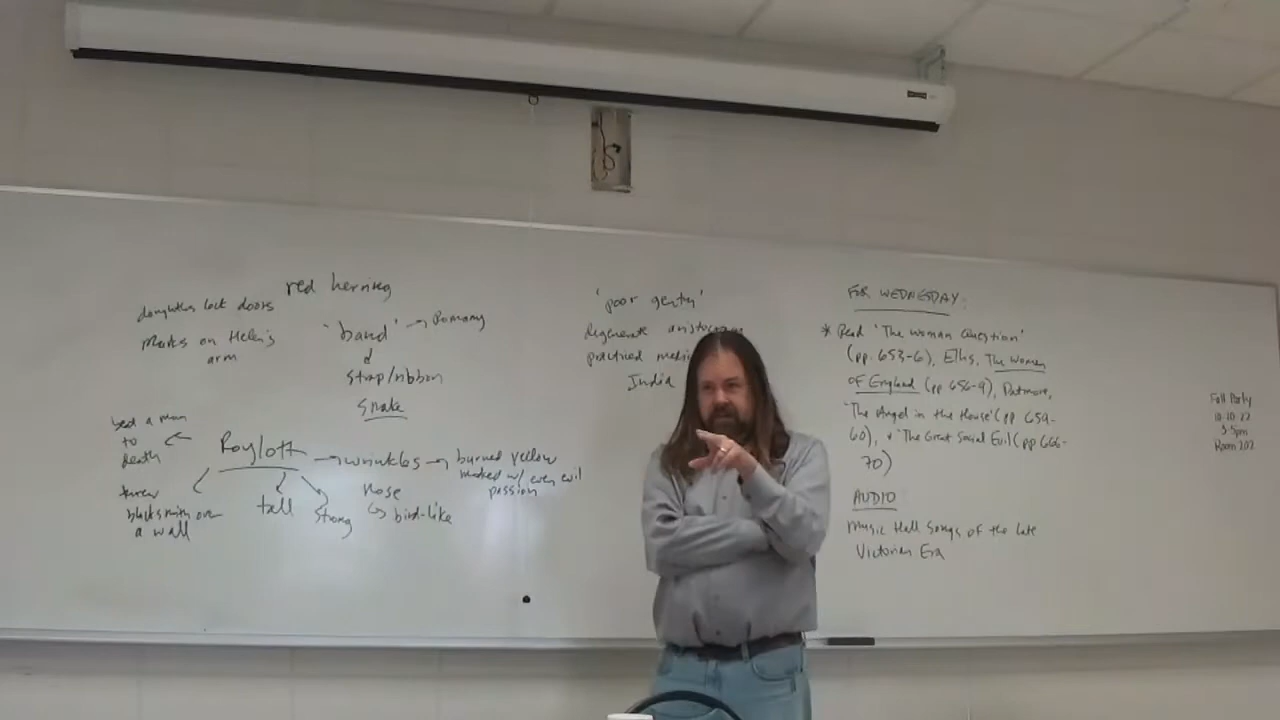 red herring
daughter lock doors
Marks on Helen's
arm
'band' → Romany
strap/ribbon
Snake
beat a man
to
death
Roylott
→ wrinkles → burned yellow
marked w/ every evil
passion
threw
blacksmith over
a wall
tall
strong
nose
↳ bird-like
'poor gentry'
degenerate
practiced
India
FOR WEDNESDAY:
* Read 'The Woman Question'
(pp. 653-6), Ellis, The Women
of England (pp 656-9), Patmore,
'The Angel in the House' (pp 659-
60), + 'The Great Social Evil' (pp 666-
70)
AUDIO
Music Hall Songs of the late
Victorian Era
Fall Party
3-5pm
Room 202